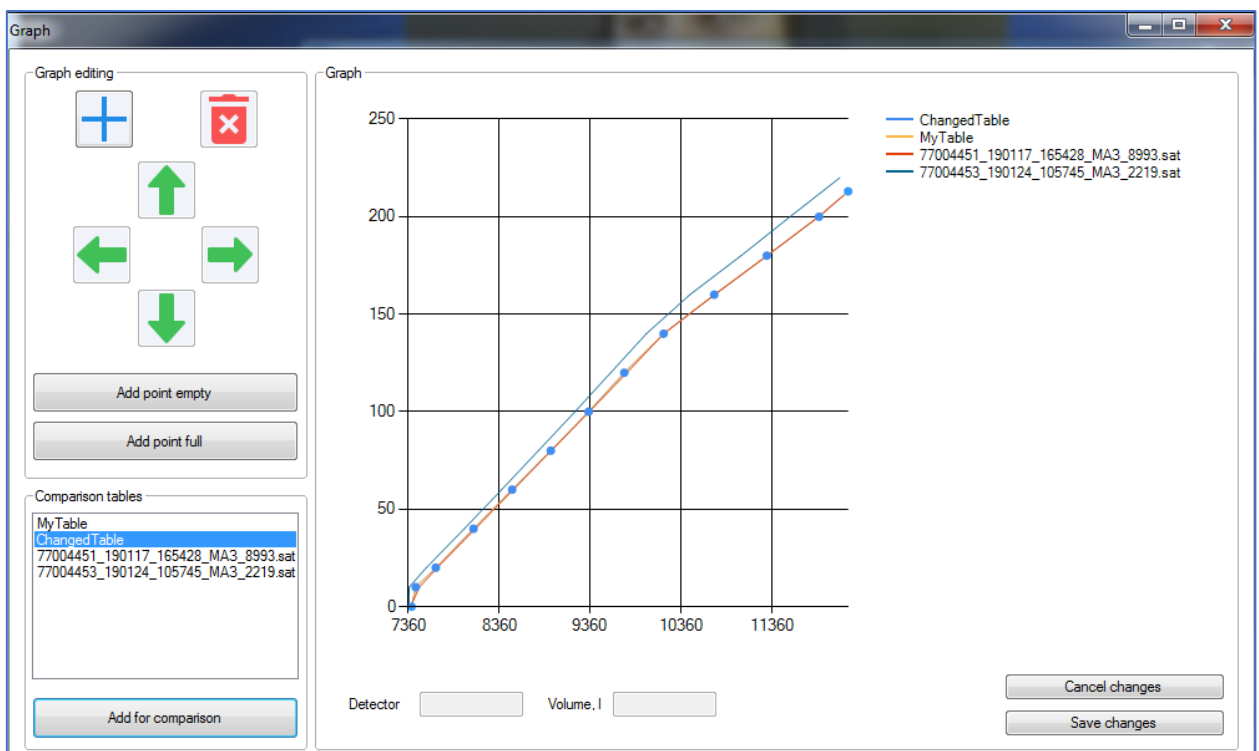 Graph
Graph editing
Add point empty
Add point full
Comparison tables
MyTable
ChangedTable
77004451_190117_165428_MA3_8993.sat
77004453_190124_105745_MA3_2219.sat
Add for comparison
Graph
250
200
150
100
50
0
7360 8360 9360 10360 11360
ChangedTable
MyTable
77004451_190117_165428_MA3_8993.sat
77004453_190124_105745_MA3_2219.sat
Detector
Volume, l
Cancel changes
Save changes